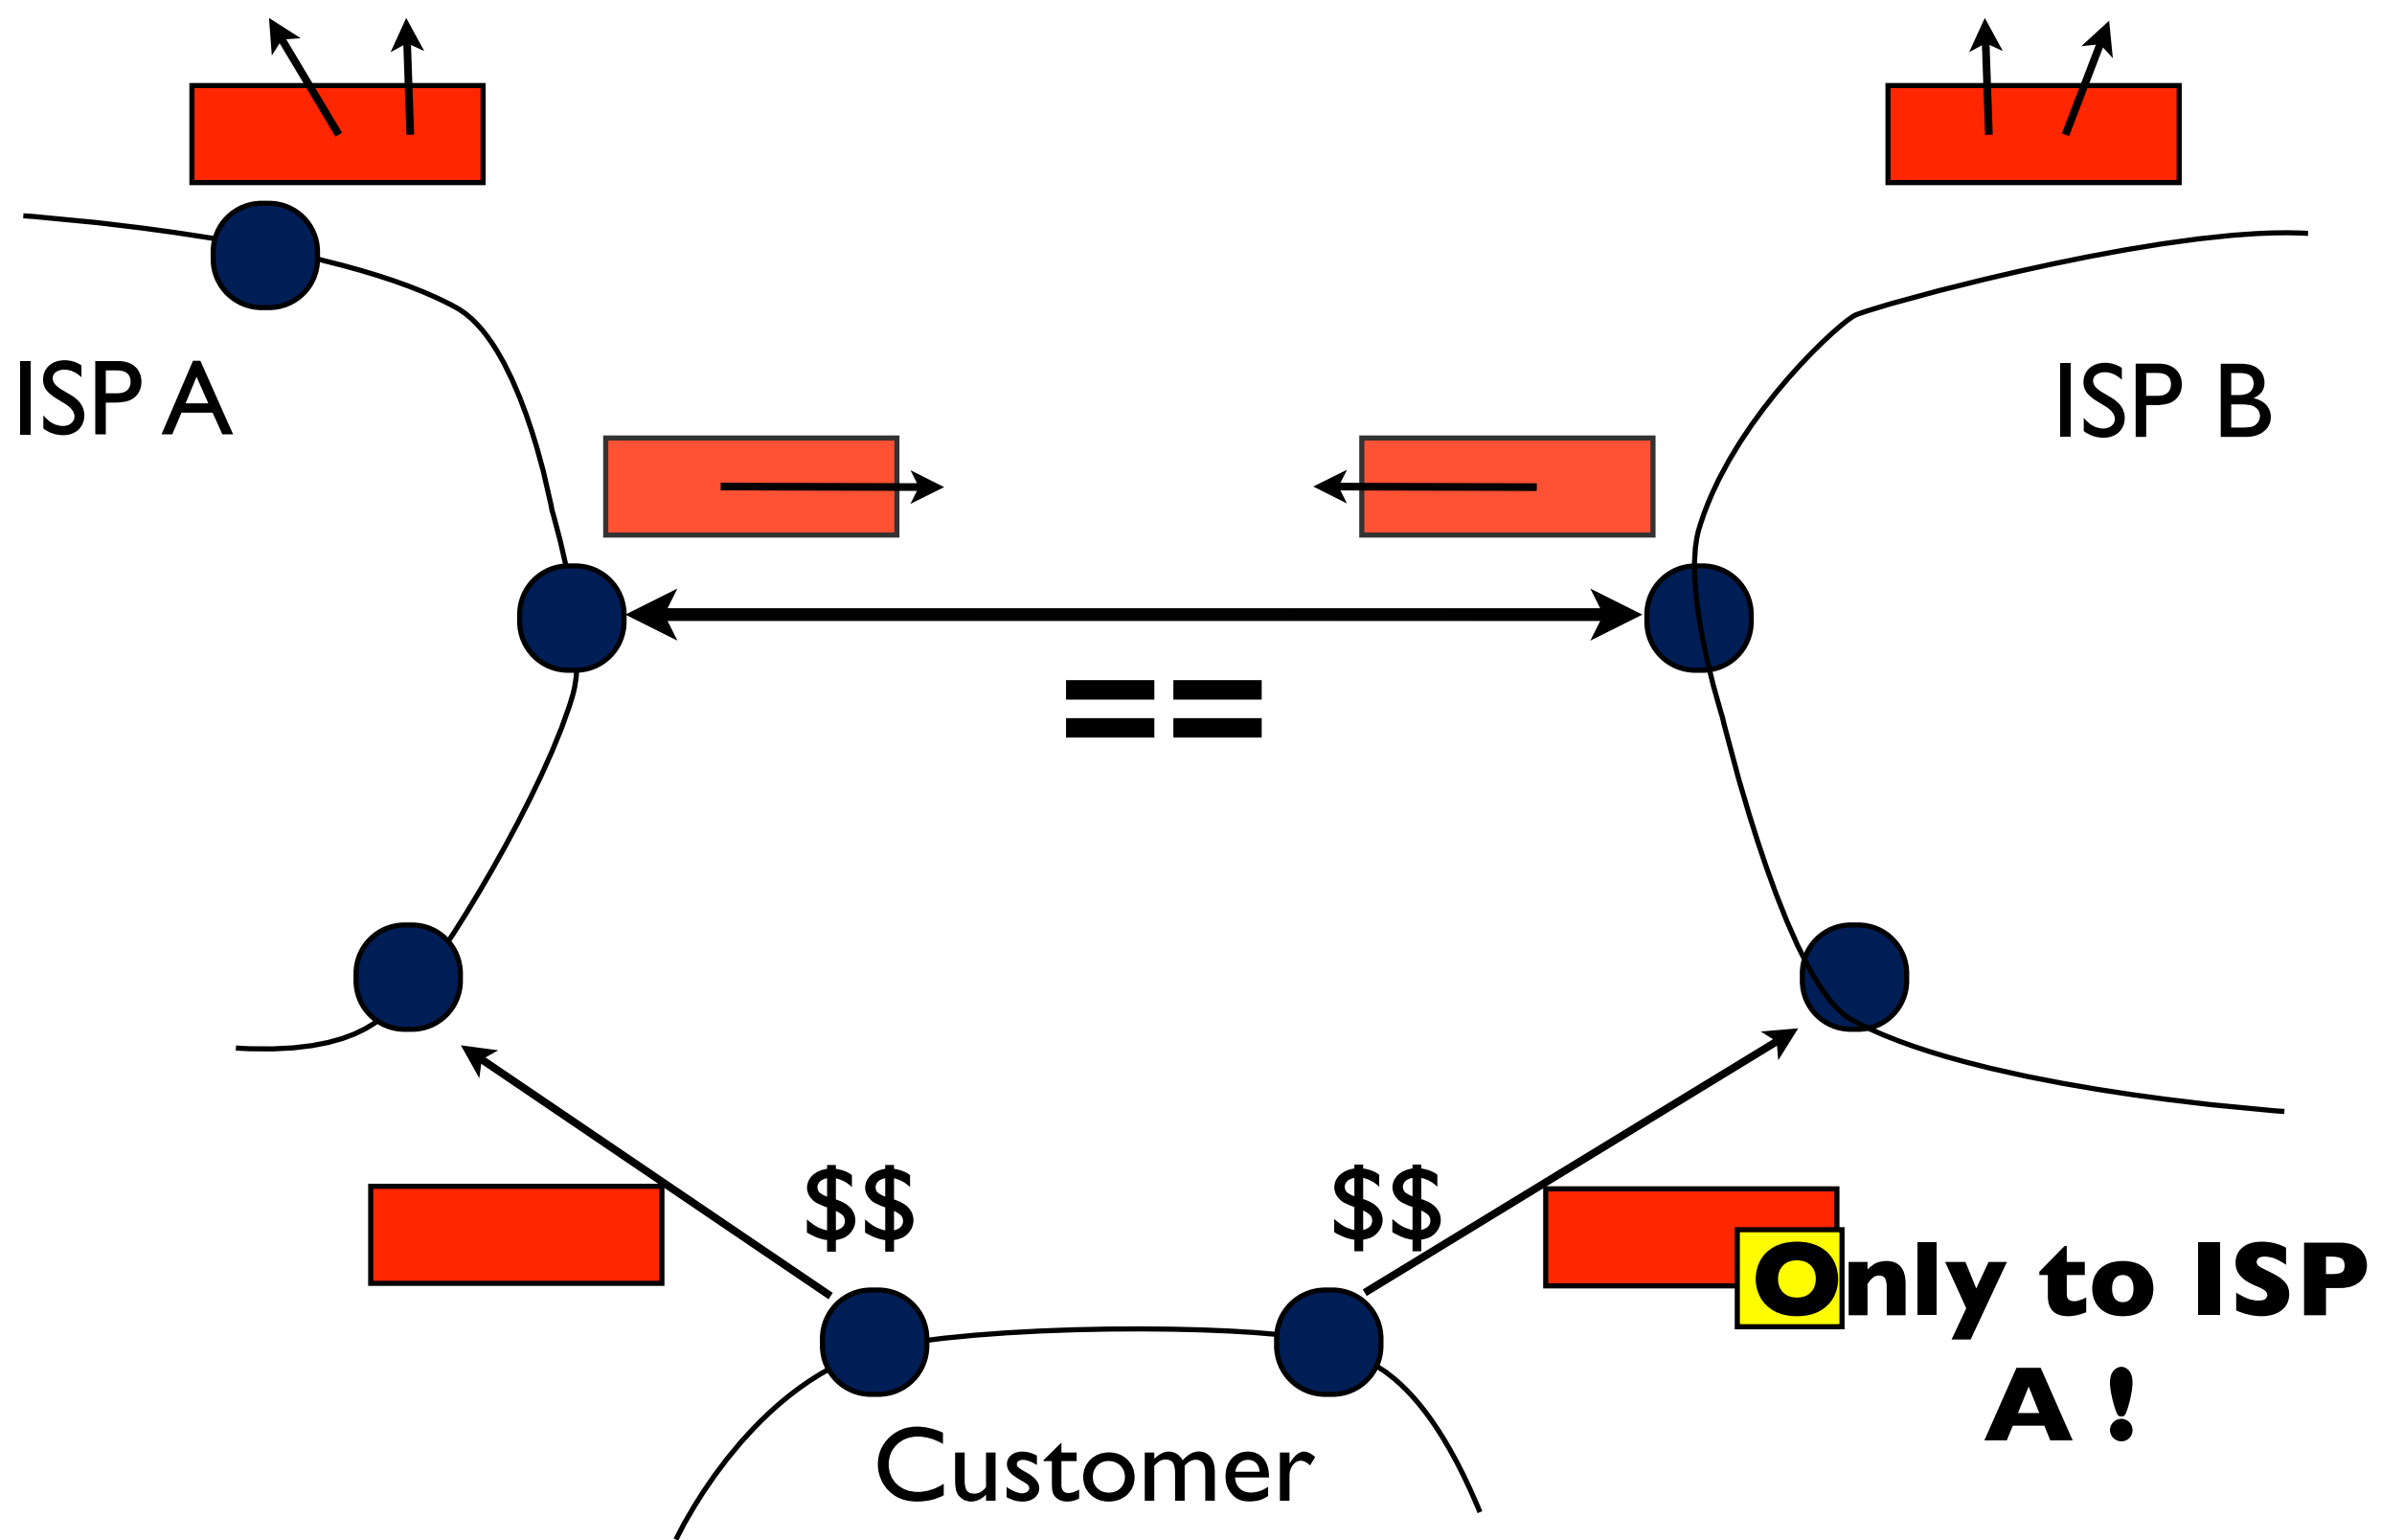 ISP A
ISP B
==
$$
$$
Only to ISP
A !
Customer